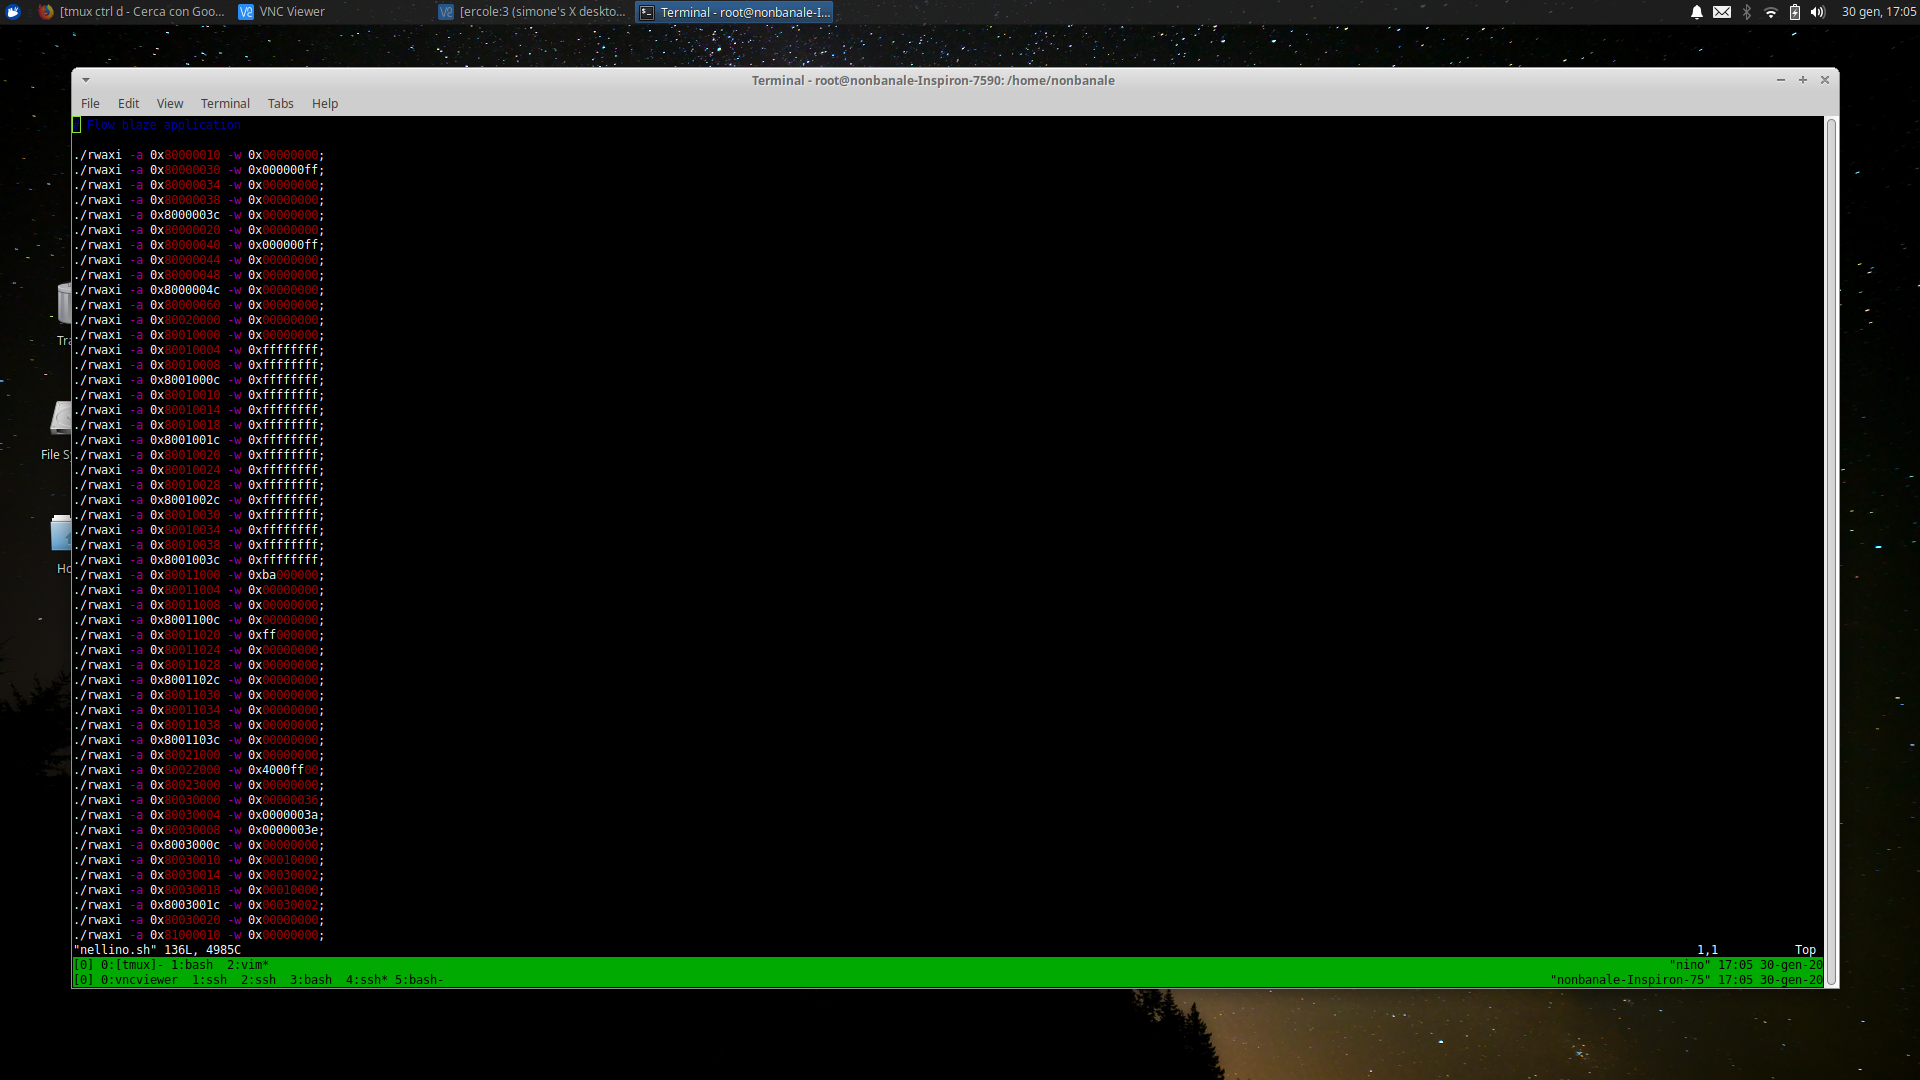 [tmux ctrl d - Cerca con Goo...
VNC Viewer
[ercole:3 (simone's X deskto...
Terminal - root@nonbanale-I...
30 gen, 17:05
Terminal - root@nonbanale-Inspiron-7590: /home/nonbanale
File Edit View Terminal Tabs Help
# Flow blaze application
./rwaxi -a 0x80000010 -w 0x00000000;
./rwaxi -a 0x80000030 -w 0x000000ff;
./rwaxi -a 0x80000034 -w 0x00000000;
./rwaxi -a 0x80000038 -w 0x00000000;
./rwaxi -a 0x8000003c -w 0x00000000;
./rwaxi -a 0x80000020 -w 0x00000000;
./rwaxi -a 0x80000040 -w 0x000000ff;
./rwaxi -a 0x80000044 -w 0x00000000;
./rwaxi -a 0x80000048 -w 0x00000000;
./rwaxi -a 0x8000004c -w 0x00000000;
./rwaxi -a 0x80000060 -w 0x00000000;
./rwaxi -a 0x80020000 -w 0x00000000;
./rwaxi -a 0x80010000 -w 0x00000000;
./rwaxi -a 0x80010004 -w 0xffffffff;
./rwaxi -a 0x80010008 -w 0xffffffff;
./rwaxi -a 0x8001000c -w 0xffffffff;
./rwaxi -a 0x80010010 -w 0xffffffff;
./rwaxi -a 0x80010014 -w 0xffffffff;
./rwaxi -a 0x80010018 -w 0xffffffff;
./rwaxi -a 0x8001001c -w 0xffffffff;
./rwaxi -a 0x80010020 -w 0xffffffff;
./rwaxi -a 0x80010024 -w 0xffffffff;
./rwaxi -a 0x80010028 -w 0xffffffff;
./rwaxi -a 0x8001002c -w 0xffffffff;
./rwaxi -a 0x80010030 -w 0xffffffff;
./rwaxi -a 0x80010034 -w 0xffffffff;
./rwaxi -a 0x80010038 -w 0xffffffff;
./rwaxi -a 0x8001003c -w 0xffffffff;
./rwaxi -a 0x80011000 -w 0xba000000;
./rwaxi -a 0x80011004 -w 0x00000000;
./rwaxi -a 0x80011008 -w 0x00000000;
./rwaxi -a 0x8001100c -w 0x00000000;
./rwaxi -a 0x80011020 -w 0xff000000;
./rwaxi -a 0x80011024 -w 0x00000000;
./rwaxi -a 0x80011028 -w 0x00000000;
./rwaxi -a 0x8001102c -w 0x00000000;
./rwaxi -a 0x80011030 -w 0x00000000;
./rwaxi -a 0x80011034 -w 0x00000000;
./rwaxi -a 0x80011038 -w 0x00000000;
./rwaxi -a 0x8001103c -w 0x00000000;
./rwaxi -a 0x80021000 -w 0x00000000;
./rwaxi -a 0x80022000 -w 0x4000ff00;
./rwaxi -a 0x80023000 -w 0x00000000;
./rwaxi -a 0x80030000 -w 0x00000036;
./rwaxi -a 0x80030004 -w 0x0000003a;
./rwaxi -a 0x80030008 -w 0x0000003e;
./rwaxi -a 0x8003000c -w 0x00000000;
./rwaxi -a 0x80030010 -w 0x00010000;
./rwaxi -a 0x80030014 -w 0x00030002;
./rwaxi -a 0x80030018 -w 0x00010000;
./rwaxi -a 0x8003001c -w 0x00030002;
./rwaxi -a 0x80030020 -w 0x00000000;
./rwaxi -a 0x81000010 -w 0x00000000;
"nellino.sh" 136L, 4985C 1,1 Top
[0] 0:[tmux]- 1:bash 2:vim* "nino" 17:05 30-gen-20
[0] 0:vncviewer 1:ssh 2:ssh 3:bash 4:ssh* 5:bash- "nonbanale-Inspiron-75" 17:05 30-gen-20
Tra
File S
Ho